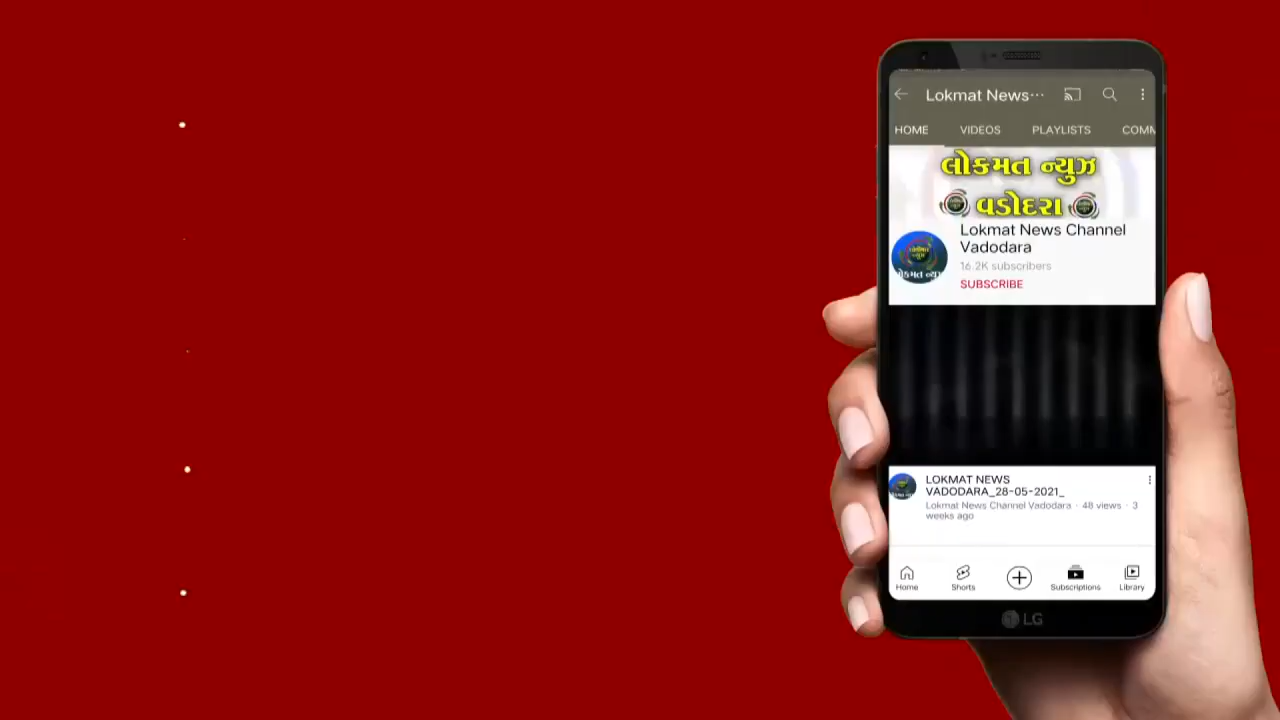 Lokmat News...
HOME VIDEOS PLAYLISTS COMM
લોકમત ન્યુઝ
વડોદરા
Lokmat News Channel
Vadodara
16.2K subscribers
SUBSCRIBE
LOKMAT NEWS
VADODARA_28-05-2021_
Lokmat News Channel Vadodara · 48 views · 3
weeks ago
Home Shorts Subscriptions Library
LG